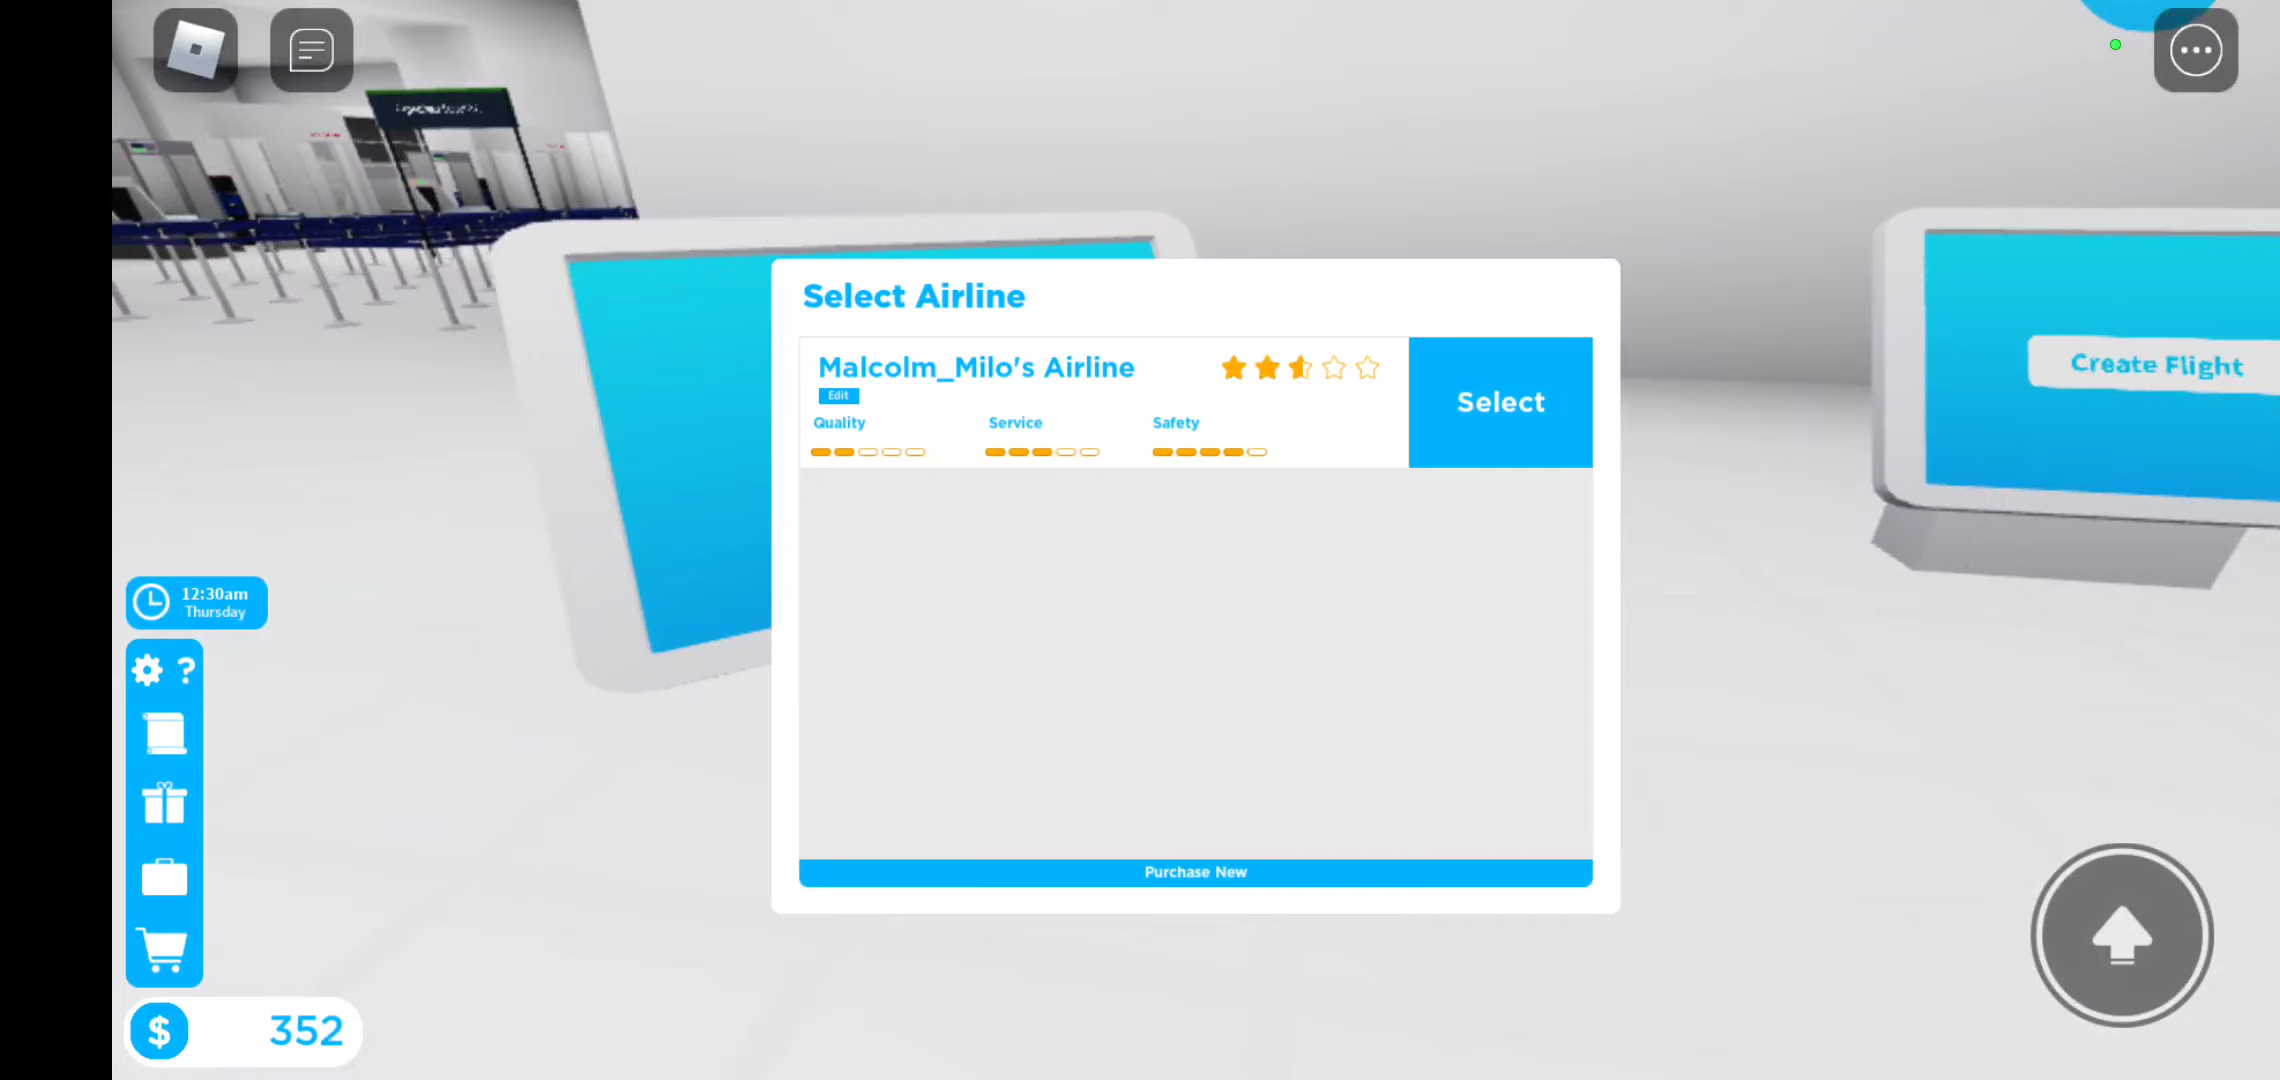 Select Airline
Malcolm_Milo's Airline
Edit
Select
Quality
Service
Safety
Create Flight
12:30am
Thursday
?
Purchase New
$ 352